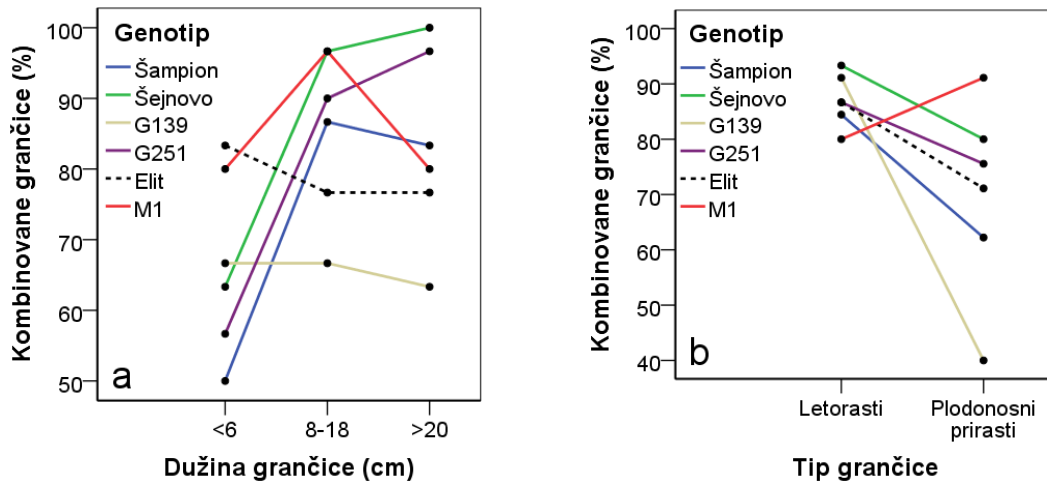 Kombinovane grančice (%)
100
90
80
70
60
50
Genotip
Šampion
Šejnovo
G139
G251
Elit
M1
a
<6
8-18
>20
Dužina grančice (cm)
Kombinovane grančice (%)
100
90
80
70
60
50
40
Genotip
Šampion
Šejnovo
G139
G251
Elit
M1
b
Letorasti
Plodonosni
prirasti
Tip grančice